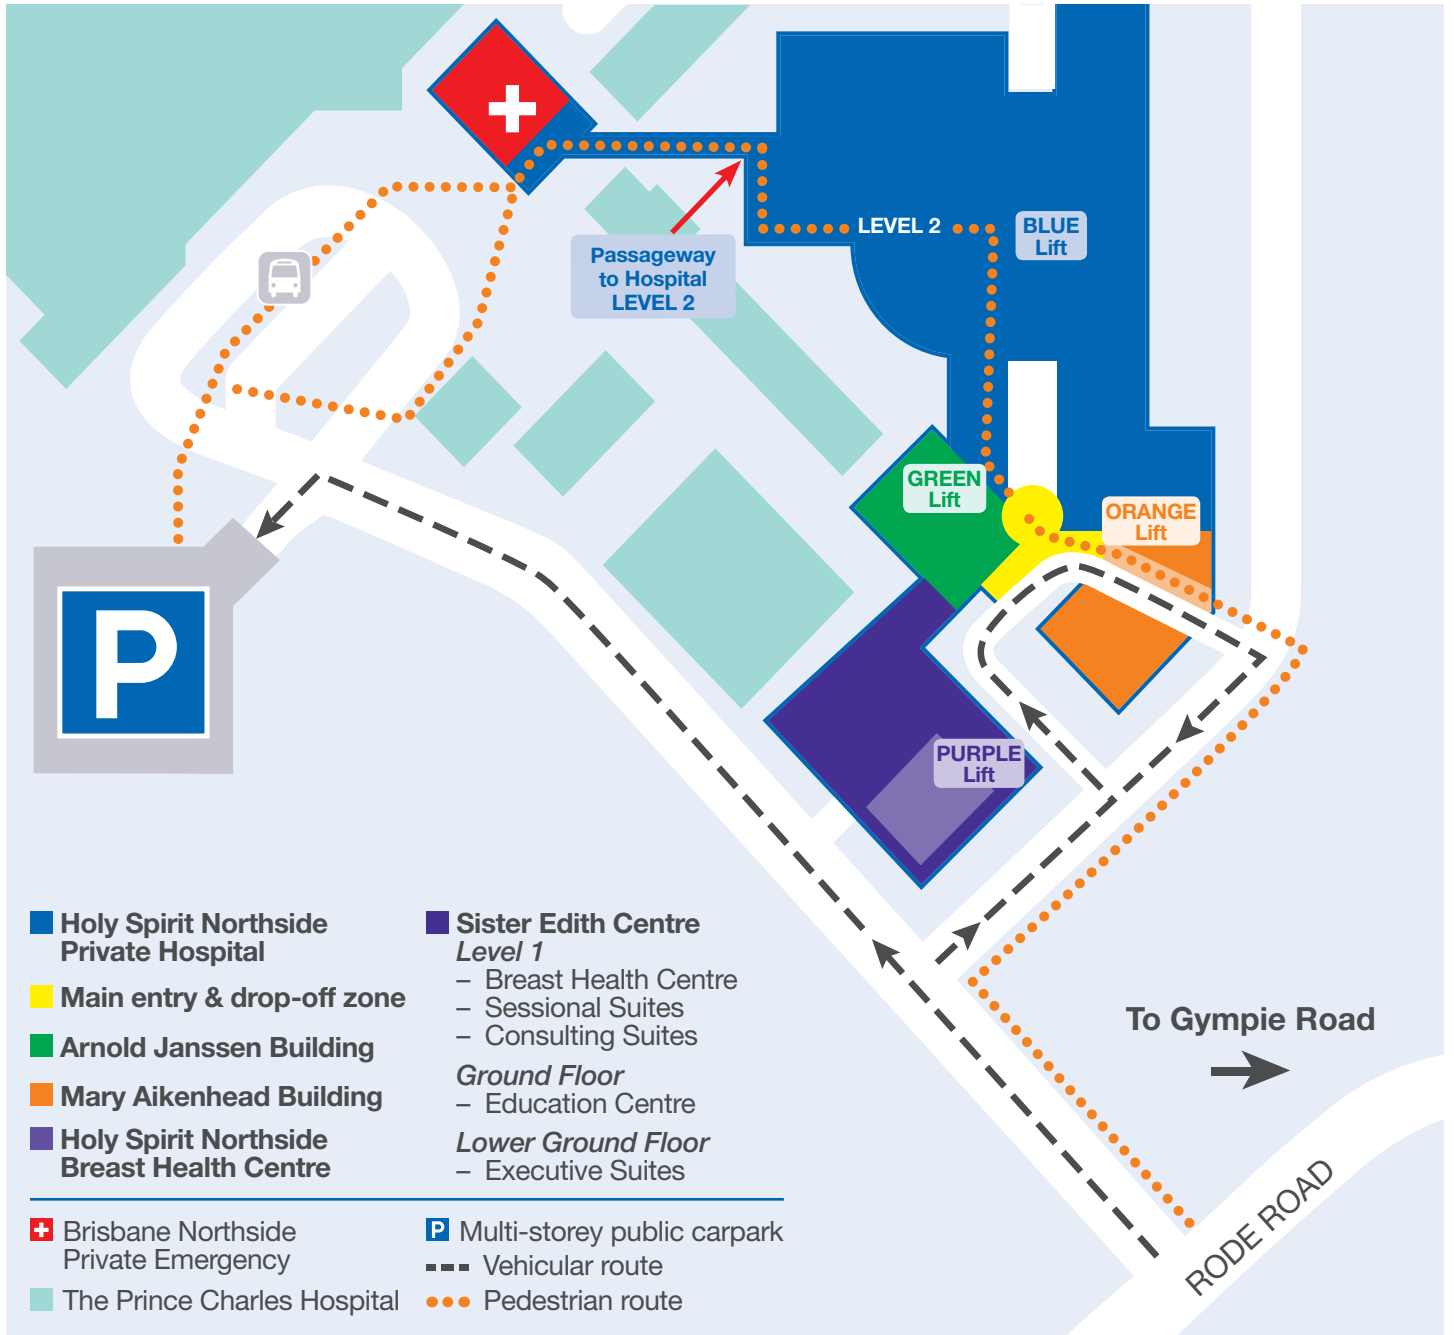 LEVEL 2
BLUE
Lift
Passageway
to Hospital
LEVEL 2
GREEN
Lift
ORANGE
Lift
P
PURPLE
Lift
Holy Spirit Northside
Private Hospital
Main entry & drop-off zone
Arnold Janssen Building
Mary Aikenhead Building
Holy Spirit Northside
Breast Health Centre
Sister Edith Centre
Level 1
– Breast Health Centre
– Sessional Suites
– Consulting Suites
Ground Floor
– Education Centre
Lower Ground Floor
– Executive Suites
To Gympie Road
RODE ROAD
Brisbane Northside
Private Emergency
The Prince Charles Hospital
P Multi-storey public carpark
Vehicular route
Pedestrian route